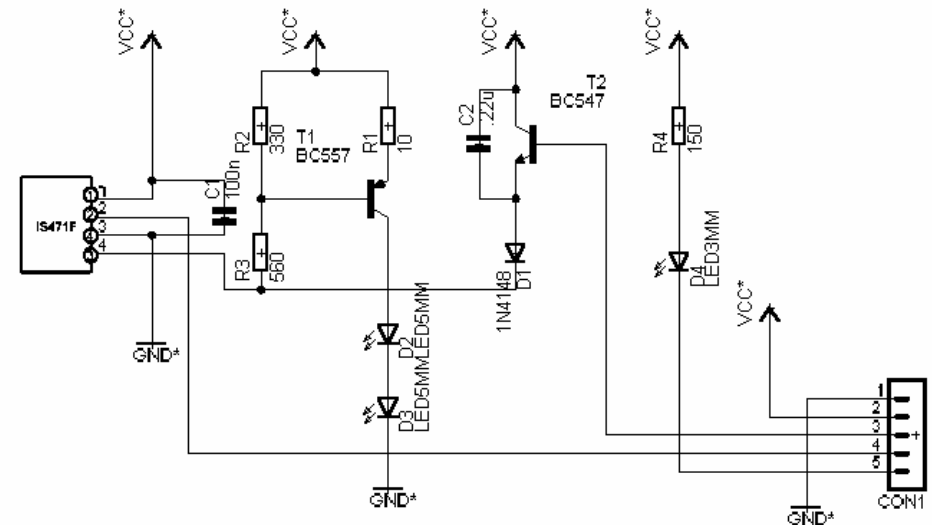 VCC*
VCC*
VCC*
VCC*
T2
BC547
C2
.22u
R2
330
T1
BC557
R1
10
R4
150
C1
100n
IS471F
1
2
3
4
R3
560
1N4148
D1
D4
LED3MM
VCC*
GND*
D2
LED5MM
D3
LED5MM
1
2
3
4
5
+
GND*
GND*
CON1